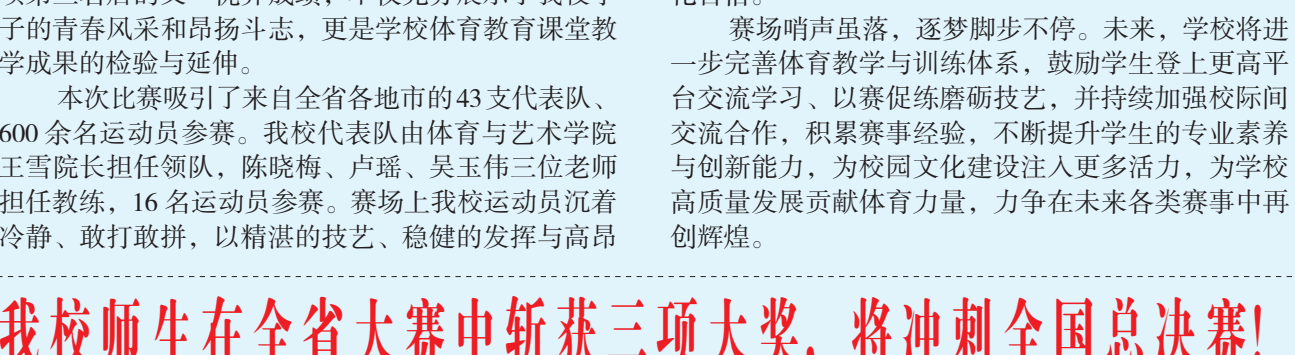 子的青春风采和昂扬斗志，更是学校体育教育课堂教
学成果的检验与延伸。
本次比赛吸引了来自全省各地市的43支代表队、
600 余名运动员参赛。我校代表队由体育与艺术学院
王雪院长担任领队，陈晓梅、卢瑶、吴玉伟三位老师
担任教练，16 名运动员参赛。赛场上我校运动员沉着
冷静、敢打敢拼，以精湛的技艺、稳健的发挥与高昂
赛场哨声虽落，逐梦脚步不停。未来，学校将进
一步完善体育教学与训练体系，鼓励学生登上更高平
台交流学习、以赛促练磨砺技艺，并持续加强校际间
交流合作，积累赛事经验，不断提升学生的专业素养
与创新能力，为校园文化建设注入更多活力，为学校
高质量发展贡献体育力量，力争在未来各类赛事中再
创辉煌。
我校师生在全省大赛中斩获三项大奖，将冲刺全国总决赛！